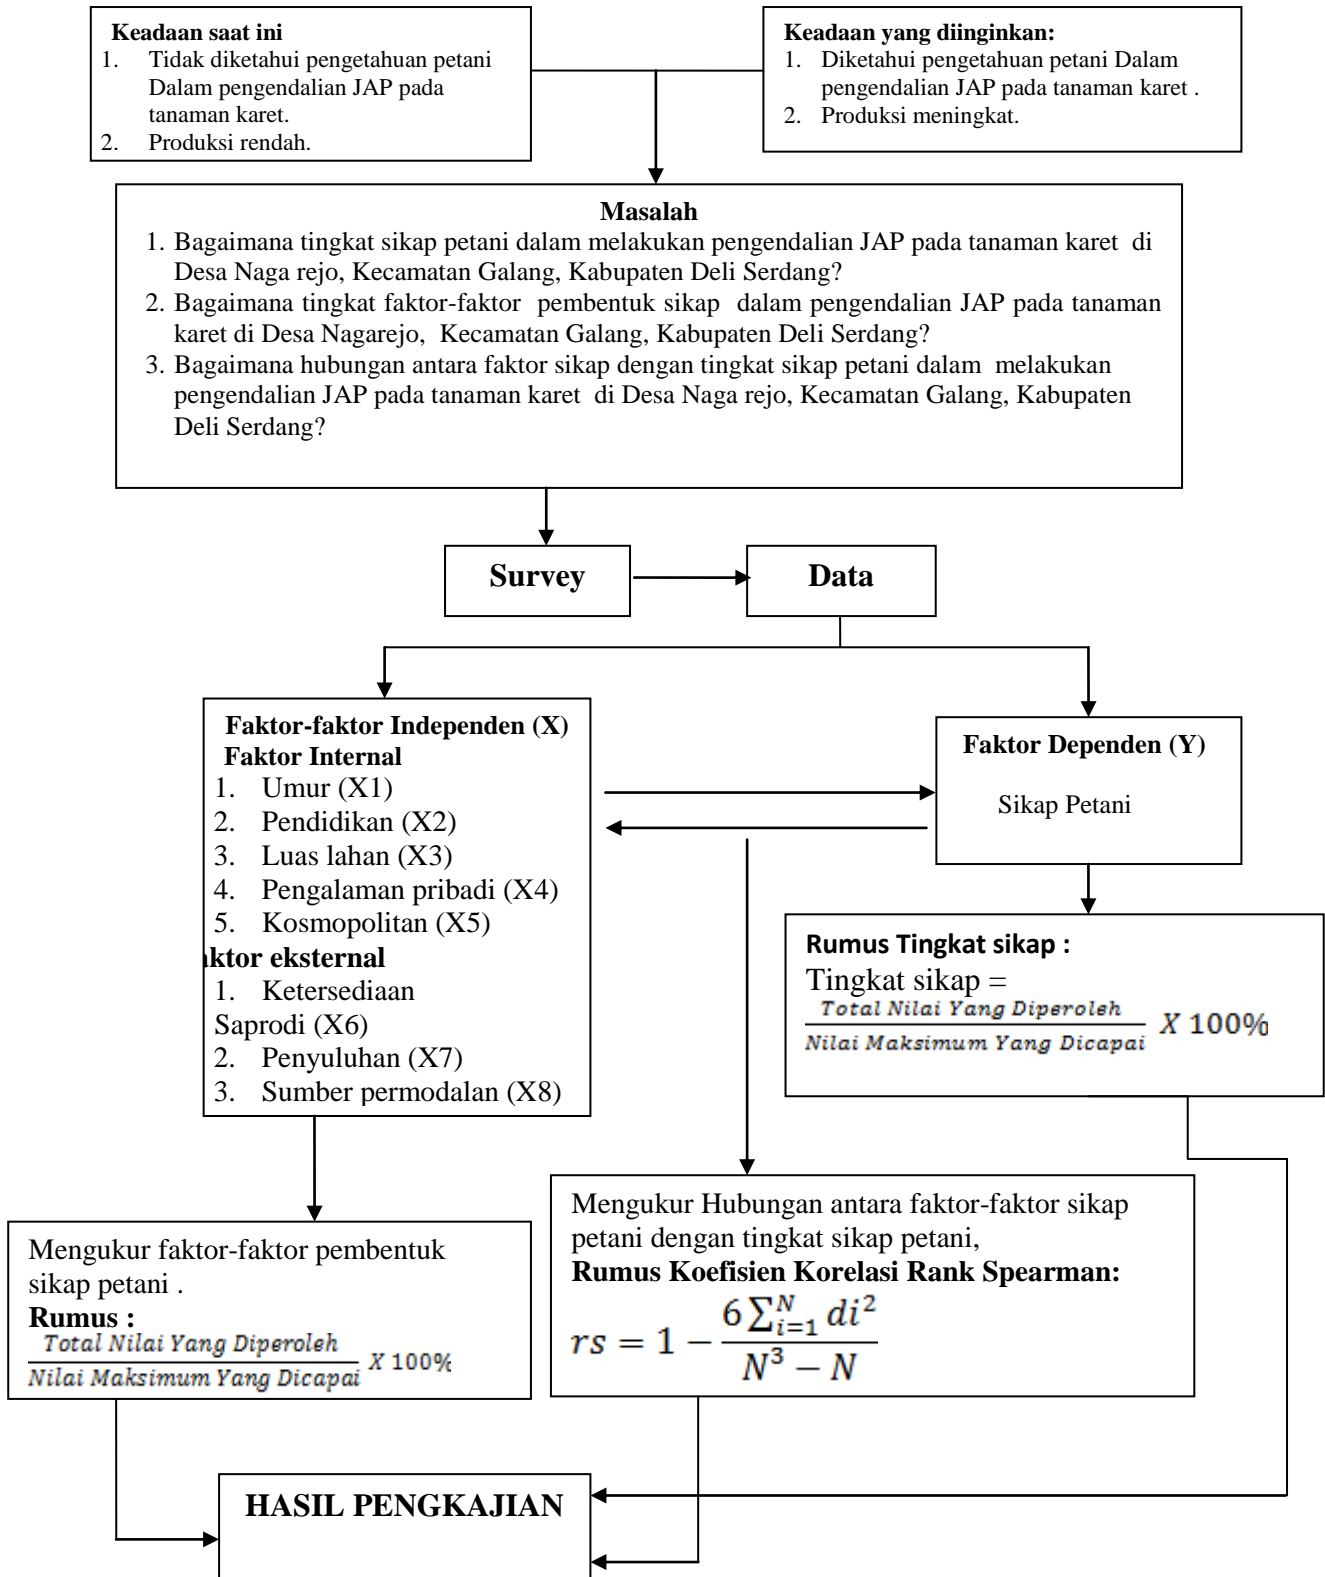 Keadaan saat ini
1. Tidak diketahui pengetahuan petani
Dalam pengendalian JAP pada
tanaman karet.
2. Produksi rendah.
Keadaan yang diinginkan:
1. Diketahui pengetahuan petani Dalam
pengendalian JAP pada tanaman karet .
2. Produksi meningkat.
Masalah
1. Bagaimana tingkat sikap petani dalam melakukan pengendalian JAP pada tanaman karet di
Desa Naga rejo, Kecamatan Galang, Kabupaten Deli Serdang?
2. Bagaimana tingkat faktor-faktor pembentuk sikap dalam pengendalian JAP pada tanaman
karet di Desa Nagarejo, Kecamatan Galang, Kabupaten Deli Serdang?
3. Bagaimana hubungan antara faktor sikap dengan tingkat sikap petani dalam melakukan
pengendalian JAP pada tanaman karet di Desa Naga rejo, Kecamatan Galang, Kabupaten
Deli Serdang?
Survey
Data
Faktor-faktor Independen (X)
Faktor Internal
1. Umur (X1)
2. Pendidikan (X2)
3. Luas lahan (X3)
4. Pengalaman pribadi (X4)
5. Kosmopolitan (X5)
aktor eksternal
1. Ketersediaan
Saprodi (X6)
2. Penyuluhan (X7)
3. Sumber permodalan (X8)
Faktor Dependen (Y)
Sikap Petani
Rumus Tingkat sikap :
Tingkat sikap =
Total Nilai Yang Diperoleh
Nilai Maksimum Yang Dicapai X 100%
Mengukur faktor-faktor pembentuk
sikap petani .
Rumus :
Total Nilai Yang Diperoleh
Nilai Maksimum Yang Dicapai X 100%
Mengukur Hubungan antara faktor-faktor sikap
petani dengan tingkat sikap petani,
Rumus Koefisien Korelasi Rank Spearman:
rs = 1 − 6 ∑_{i=1}^{N} di² / N³ − N
HASIL PENGKAJIAN